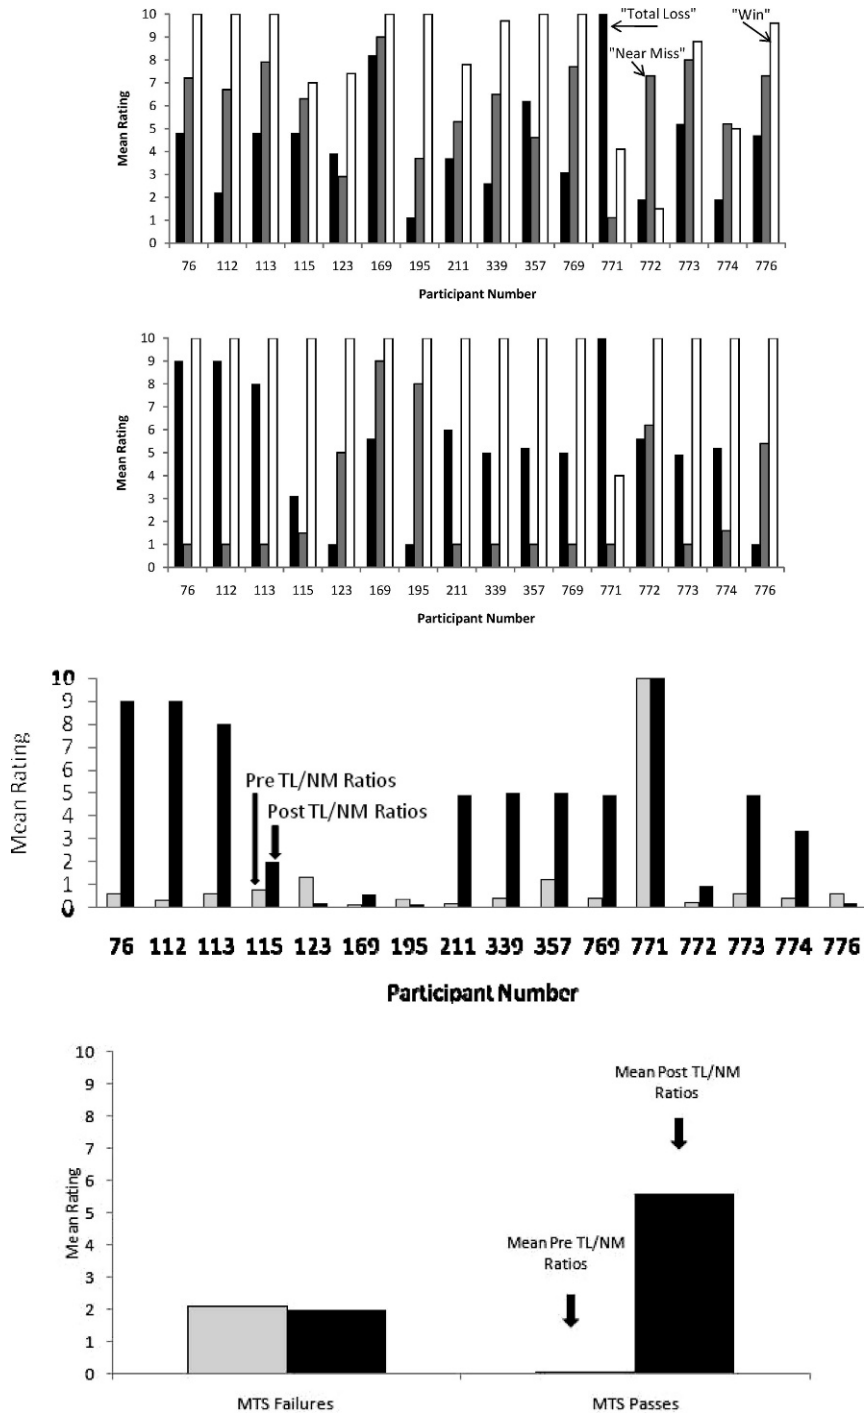 10
"Total Loss"
"Win"
9
"Near Miss"
8
7
6
5
4
3
2
1
0
Mean Rating
76 112 113 115 123 169 195 211 339 357 769 771 772 773 774 776
Participant Number
10
9
8
7
6
5
4
3
2
1
0
Mean Rating
76 112 113 115 123 169 195 211 339 357 769 771 772 773 774 776
Participant Number
10
9
8
7
6
5
4
3
2
1
0
Mean Rating
Pre TL/NM Ratios
Post TL/NM Ratios
76 112 113 115 123 169 195 211 339 357 769 771 772 773 774 776
Participant Number
10
9
8
7
6
5
4
3
2
1
0
Mean Rating
Mean Post TL/NM
Ratios
Mean Pre TL/NM
Ratios
MTS Failures
MTS Passes